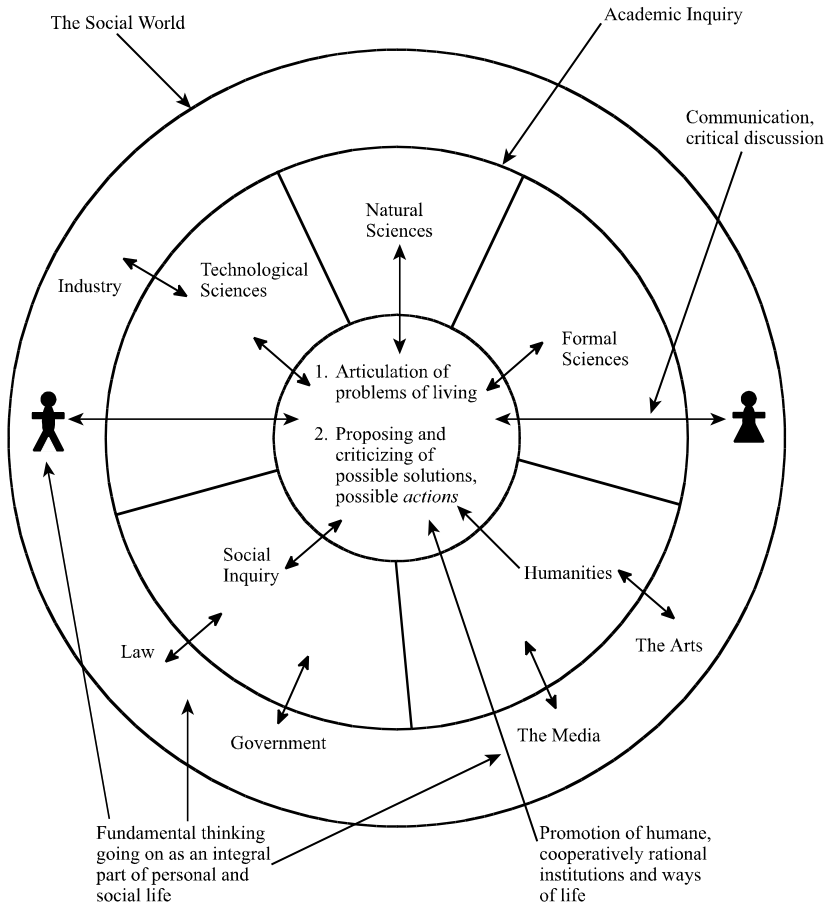 The Social World
Academic Inquiry
Communication,
critical discussion
Natural
Sciences
Technological
Sciences
Industry
Formal
Sciences
1. Articulation of
problems of living
2. Proposing and
criticizing of
possible solutions,
possible actions
Social
Inquiry
Humanities
Law
The Arts
Government
The Media
Fundamental thinking
going on as an integral
part of personal and
social life
Promotion of humane,
cooperatively rational
institutions and ways
of life